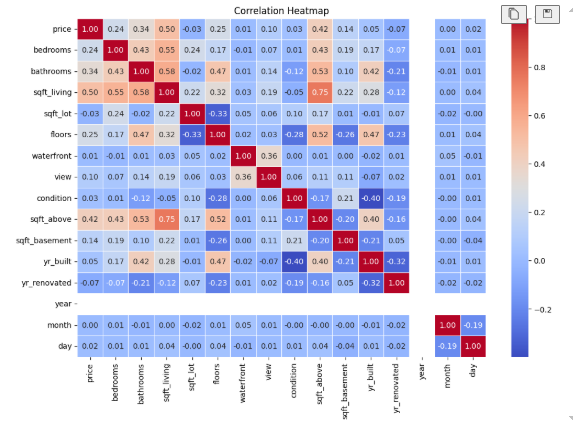 Correlation Heatmap
price 1.00 0.24 0.34 0.50 -0.03 0.25 0.01 0.10 0.03 0.42 0.14 0.05 -0.07 0.00 0.02
bedrooms 0.24 1.00 0.43 0.55 0.24 0.17 -0.01 0.07 0.01 0.43 0.19 0.17 -0.07 0.01 0.01
bathrooms 0.34 0.43 1.00 0.58 -0.02 0.47 0.01 0.14 -0.12 0.53 0.10 0.42 -0.21 -0.01 0.01
sqft_living 0.50 0.55 0.58 1.00 0.22 0.32 0.03 0.19 -0.05 0.75 0.22 0.28 -0.12 0.00 0.04
sqft_lot -0.03 0.24 -0.02 0.22 1.00 -0.33 0.05 0.06 0.10 0.17 0.01 -0.01 0.07 -0.02 -0.00
floors 0.25 0.17 0.47 0.32 -0.33 1.00 0.02 0.03 -0.28 0.52 -0.26 0.47 -0.23 0.01 0.04
waterfront 0.01 -0.01 0.01 0.03 0.05 0.02 1.00 0.36 0.00 0.01 0.00 -0.02 0.01 0.05 -0.01
view 0.10 0.07 0.14 0.19 0.06 0.03 0.36 1.00 0.06 0.11 0.11 -0.07 0.02 0.01 0.01
condition 0.03 0.01 -0.12 -0.05 0.10 -0.28 0.00 0.06 1.00 -0.17 0.21 -0.40 -0.19 -0.00 0.01
sqft_above 0.42 0.43 0.53 0.75 0.17 0.52 0.01 0.11 -0.17 1.00 -0.20 0.40 -0.16 -0.00 0.04
sqft_basement 0.14 0.19 0.10 0.22 0.01 -0.26 0.00 0.11 0.21 -0.20 1.00 -0.21 0.05 -0.00 -0.04
yr_built 0.05 0.17 0.42 0.28 -0.01 0.47 -0.02 -0.07 -0.40 0.40 -0.21 1.00 -0.32 -0.01 0.01
yr_renovated -0.07 -0.07 -0.21 -0.12 0.07 -0.23 0.01 0.02 -0.19 -0.16 0.05 -0.32 1.00 -0.01 -0.02
year
month 0.00 0.01 -0.01 0.00 -0.02 0.01 0.05 0.01 -0.00 -0.00 -0.00 -0.01 -0.01 1.00 -0.19
day 0.02 0.01 0.01 0.04 -0.00 0.04 -0.01 0.01 0.01 0.04 -0.04 0.01 -0.02 -0.19 1.00
price bedrooms bathrooms sqft_living sqft_lot floors waterfront view condition sqft_above sqft_basement yr_built yr_renovated year month day
0.8
0.6
0.4
0.2
0.0
-0.2